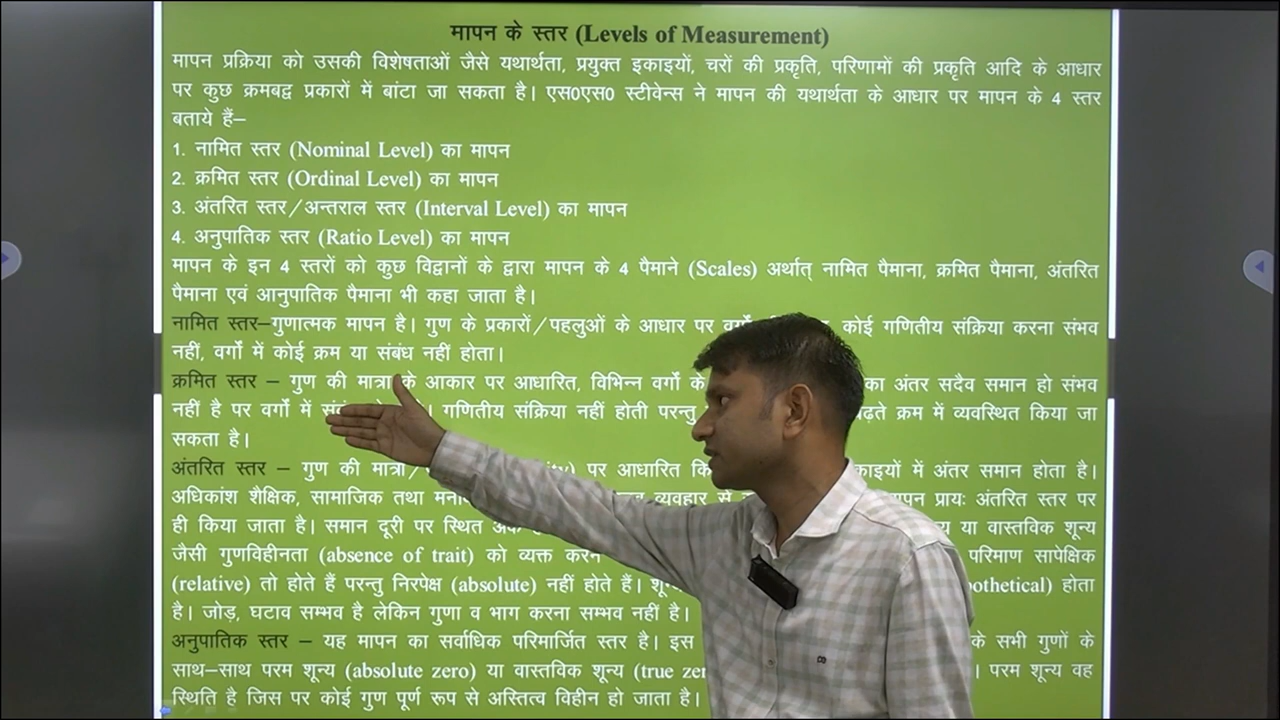 मापन के स्तर (Levels of Measurement)
मापन प्रक्रिया को उसकी विशेषताओं जैसे यथार्थता, प्रयुक्त इकाइयों, चरों की प्रकृति, परिणामों की प्रकृति आदि के आधार
पर कुछ क्रमबद्व प्रकारों में बांटा जा सकता है। एस0एस0 स्टीवेन्स ने मापन की यथार्थता के आधार पर मापन के 4 स्तर
बताये हैं–
1. नामित स्तर (Nominal Level) का मापन
2. क्रमित स्तर (Ordinal Level) का मापन
3. अंतरित स्तर/अन्तराल स्तर (Interval Level) का मापन
4. अनुपातिक स्तर (Ratio Level) का मापन
मापन के इन 4 स्तरों को कुछ विद्वानों के द्वारा मापन के 4 पैमाने (Scales) अर्थात् नामित पैमाना, क्रमित पैमाना, अंतरित
पैमाना एवं आनुपातिक पैमाना भी कहा जाता है।
नामित स्तर–गुणात्मक मापन है। गुण के प्रकारों/पहलुओं के आधार पर कोई गणितीय संक्रिया करना संभव
नहीं, वर्गों में कोई क्रम या संबंध नहीं होता।
क्रमित स्तर – गुण की मात्रा के आकार पर आधारित, विभिन्न वर्गों के का अंतर सदैव समान हो संभव
नहीं है पर वर्गों में गणितीय संक्रिया नहीं होती परन्तु क्रम में व्यवस्थित किया जा
सकता है।
अंतरित स्तर – गुण की मात्रा/ पर आधारित में अंतर समान होता है।
अधिकांश शैक्षिक, सामाजिक तथा व्यवहार से प्रायः अंतरित स्तर पर
ही किया जाता है। समान दूरी पर स्थित अंक या वास्तविक शून्य
जैसी गुणविहीनता (absence of trait) को व्यक्त परिमाण सापेक्षिक
(relative) तो होते हैं परन्तु निरपेक्ष (absolute) नहीं होते हैं। होता
है। जोड़, घटाव सम्भव है लेकिन गुणा व भाग करना सम्भव नहीं है।
अनुपातिक स्तर – यह मापन का सर्वाधिक परिमार्जित स्तर है। इस के सभी गुणों के
साथ–साथ परम शून्य (absolute zero) या वास्तविक शून्य (true । परम शून्य वह
स्थिति है जिस पर कोई गुण पूर्ण रूप से अस्तित्व विहीन हो जाता है।